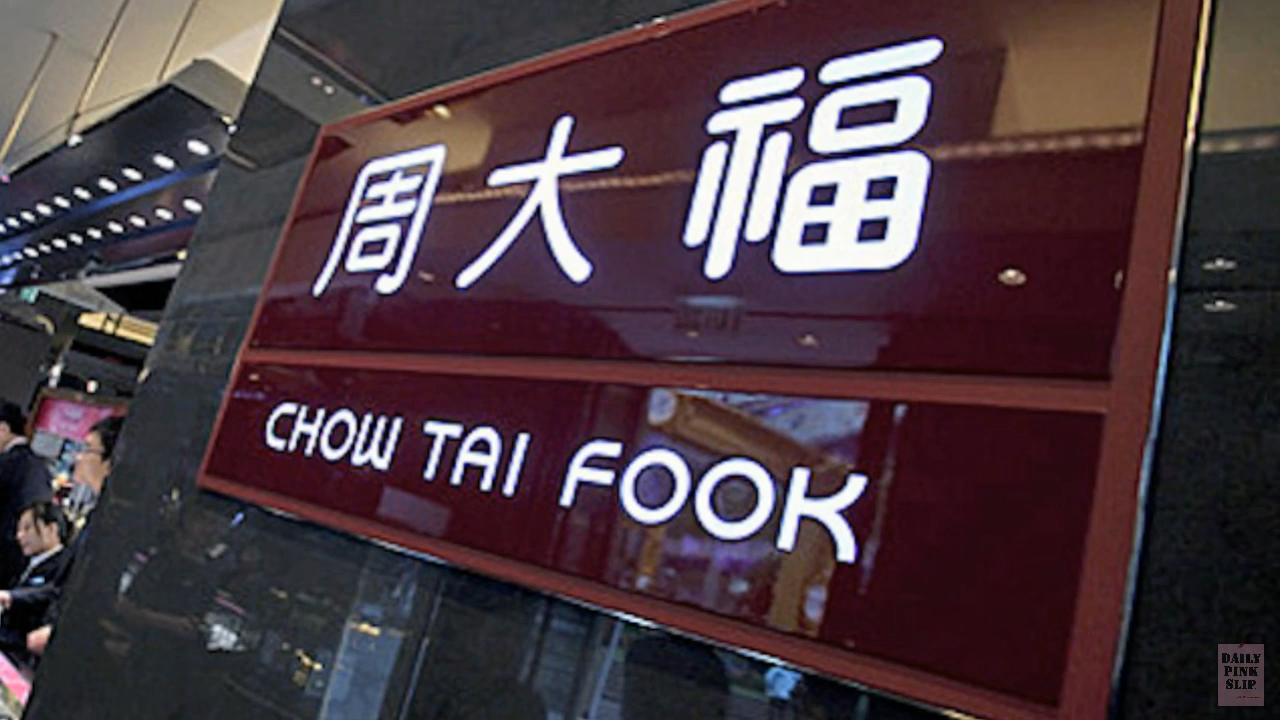 周大福
CHOW TAI FOOK
DAILY
PINK
SLIP